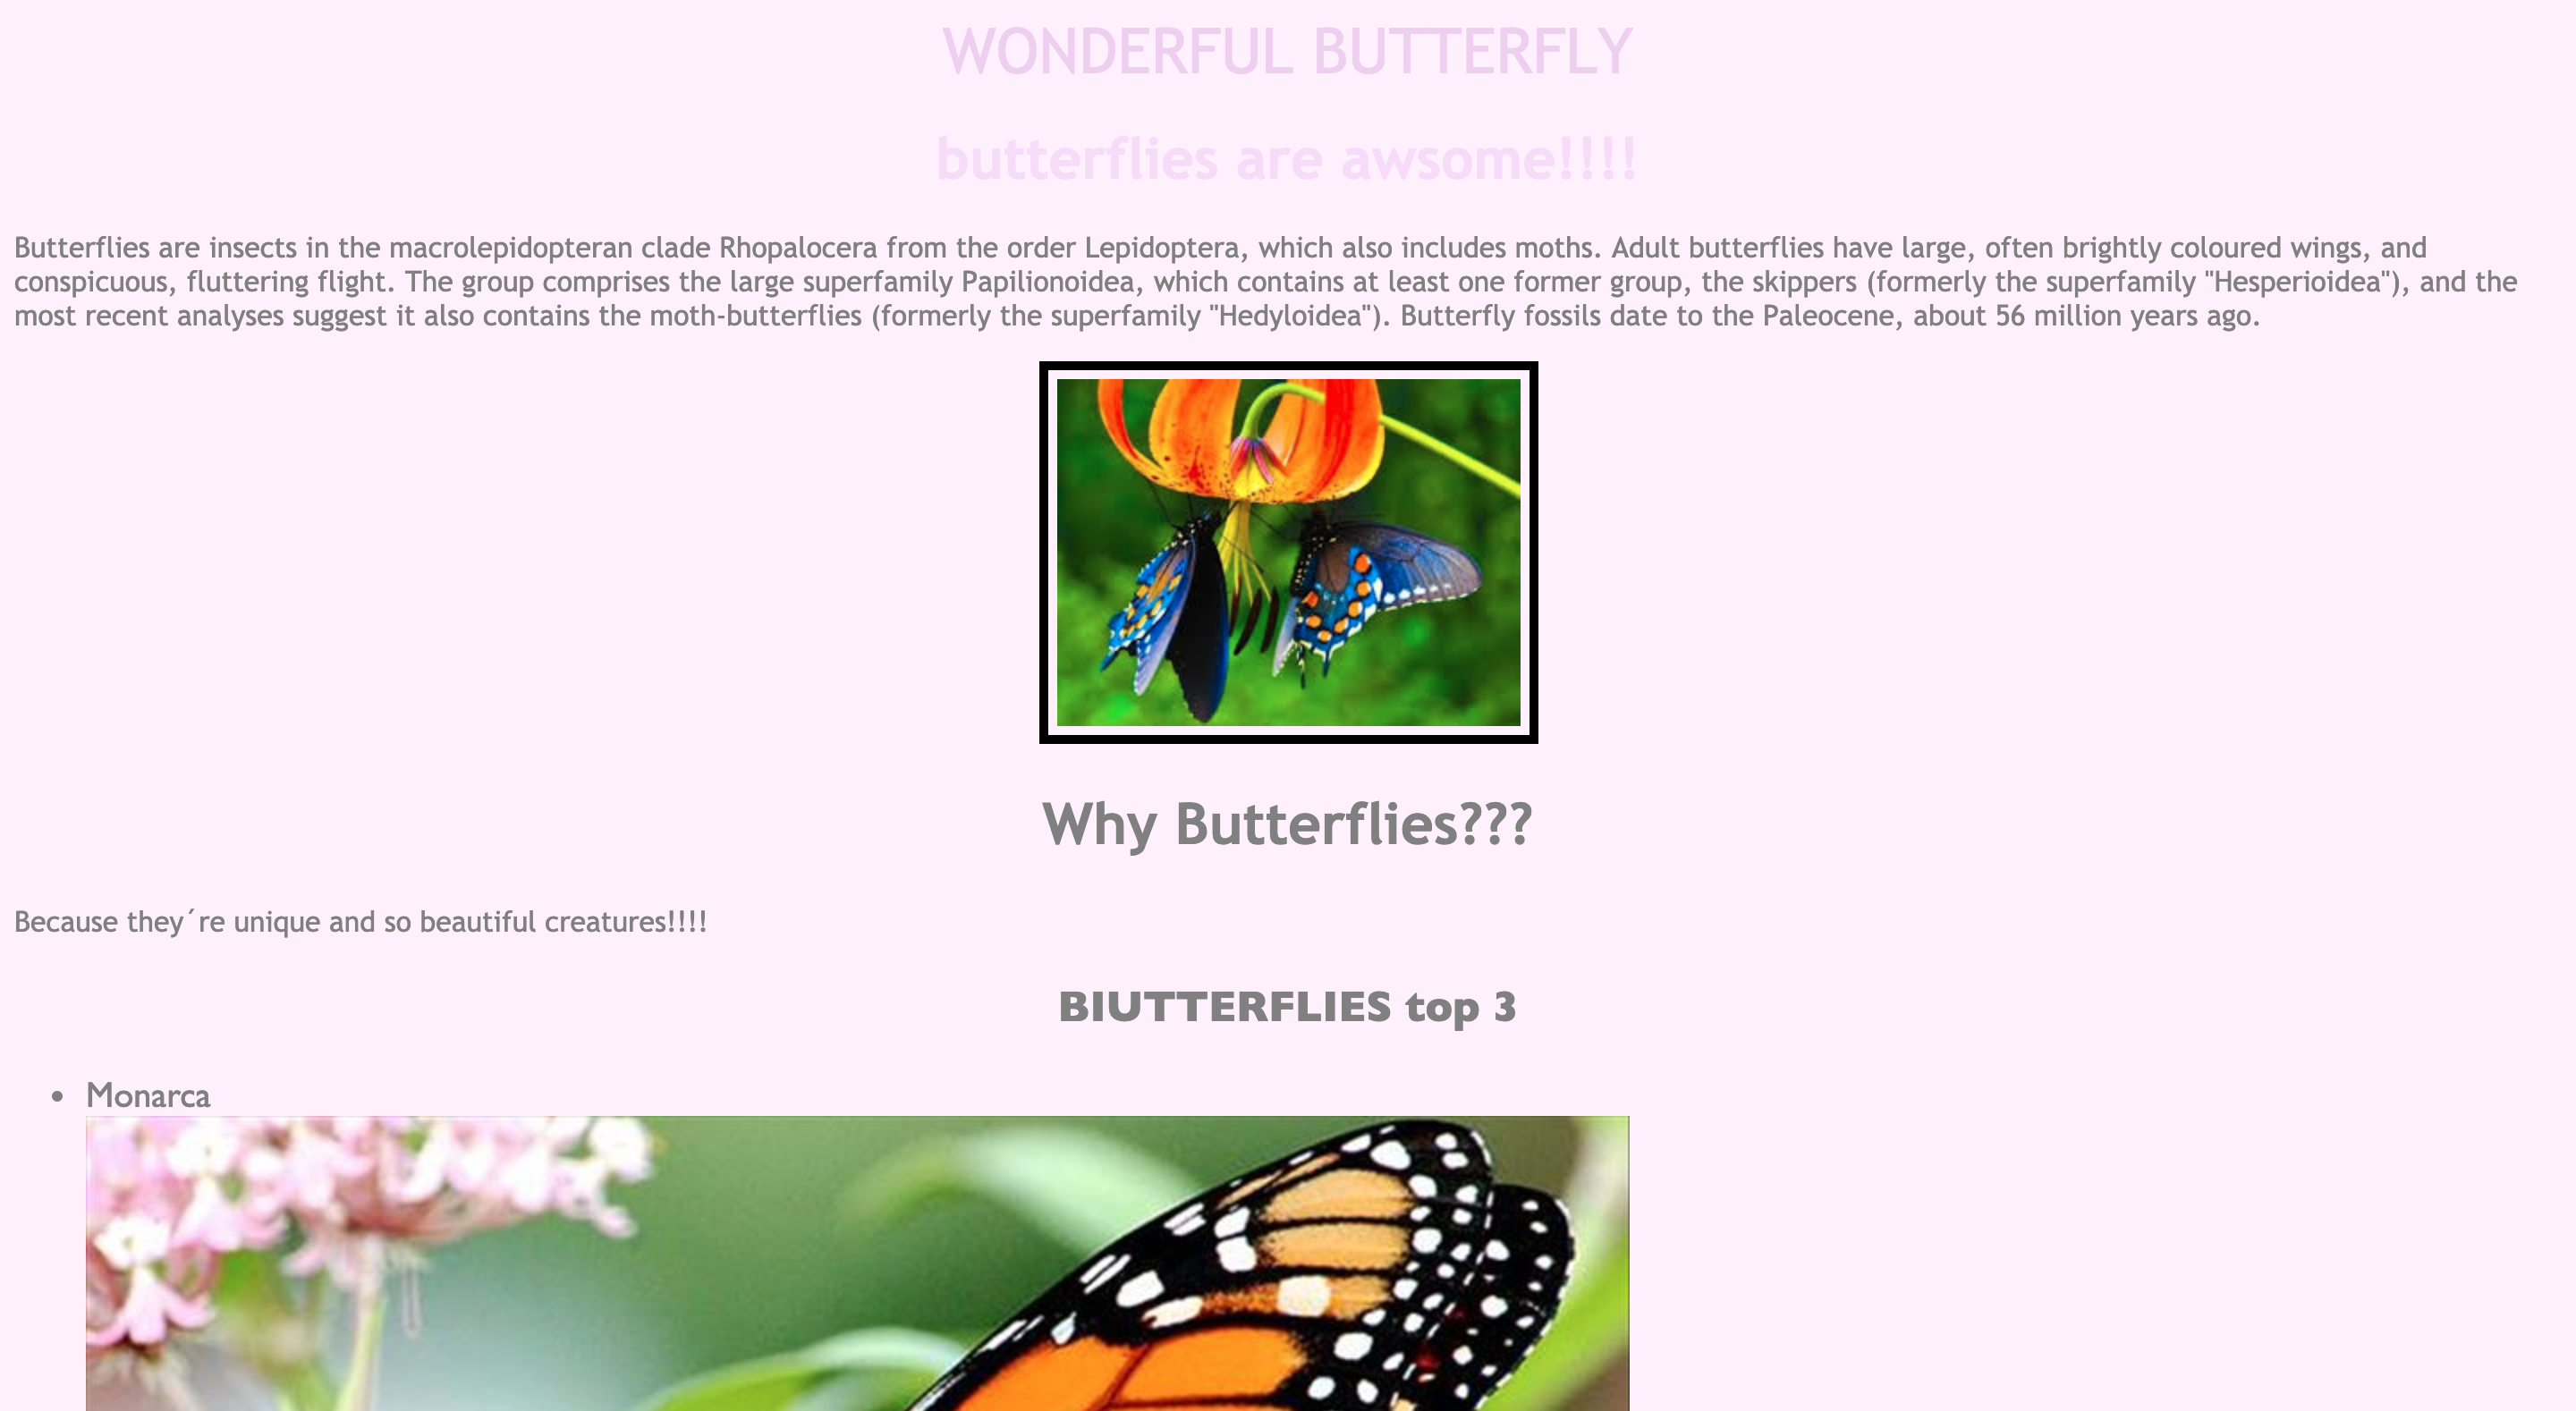 WONDERFUL BUTTERFLY
butterflies are awsome!!!!
Butterflies are insects in the macrolepidopteran clade Rhopalocera from the order Lepidoptera, which also includes moths. Adult butterflies have large, often brightly coloured wings, and
conspicuous, fluttering flight. The group comprises the large superfamily Papilionoidea, which contains at least one former group, the skippers (formerly the superfamily "Hesperioidea"), and the
most recent analyses suggest it also contains the moth-butterflies (formerly the superfamily "Hedyloidea"). Butterfly fossils date to the Paleocene, about 56 million years ago.
Why Butterflies???
Because they´re unique and so beautiful creatures!!!!
BIUTTERFLIES top 3
• Monarca